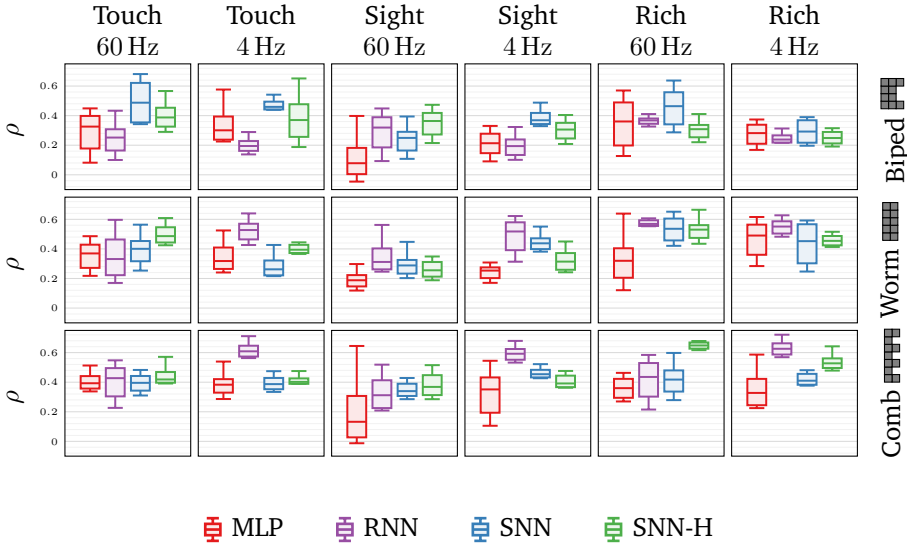 Touch Touch Sight Sight Rich Rich
60 Hz 4 Hz 60 Hz 4 Hz 60 Hz 4 Hz
0.6
0.4
0.2
0
ρ
Biped
0.6
0.4
0.2
0
ρ
Worm
0.6
0.4
0.2
0
ρ
Comb
MLP RNN SNN SNN-H